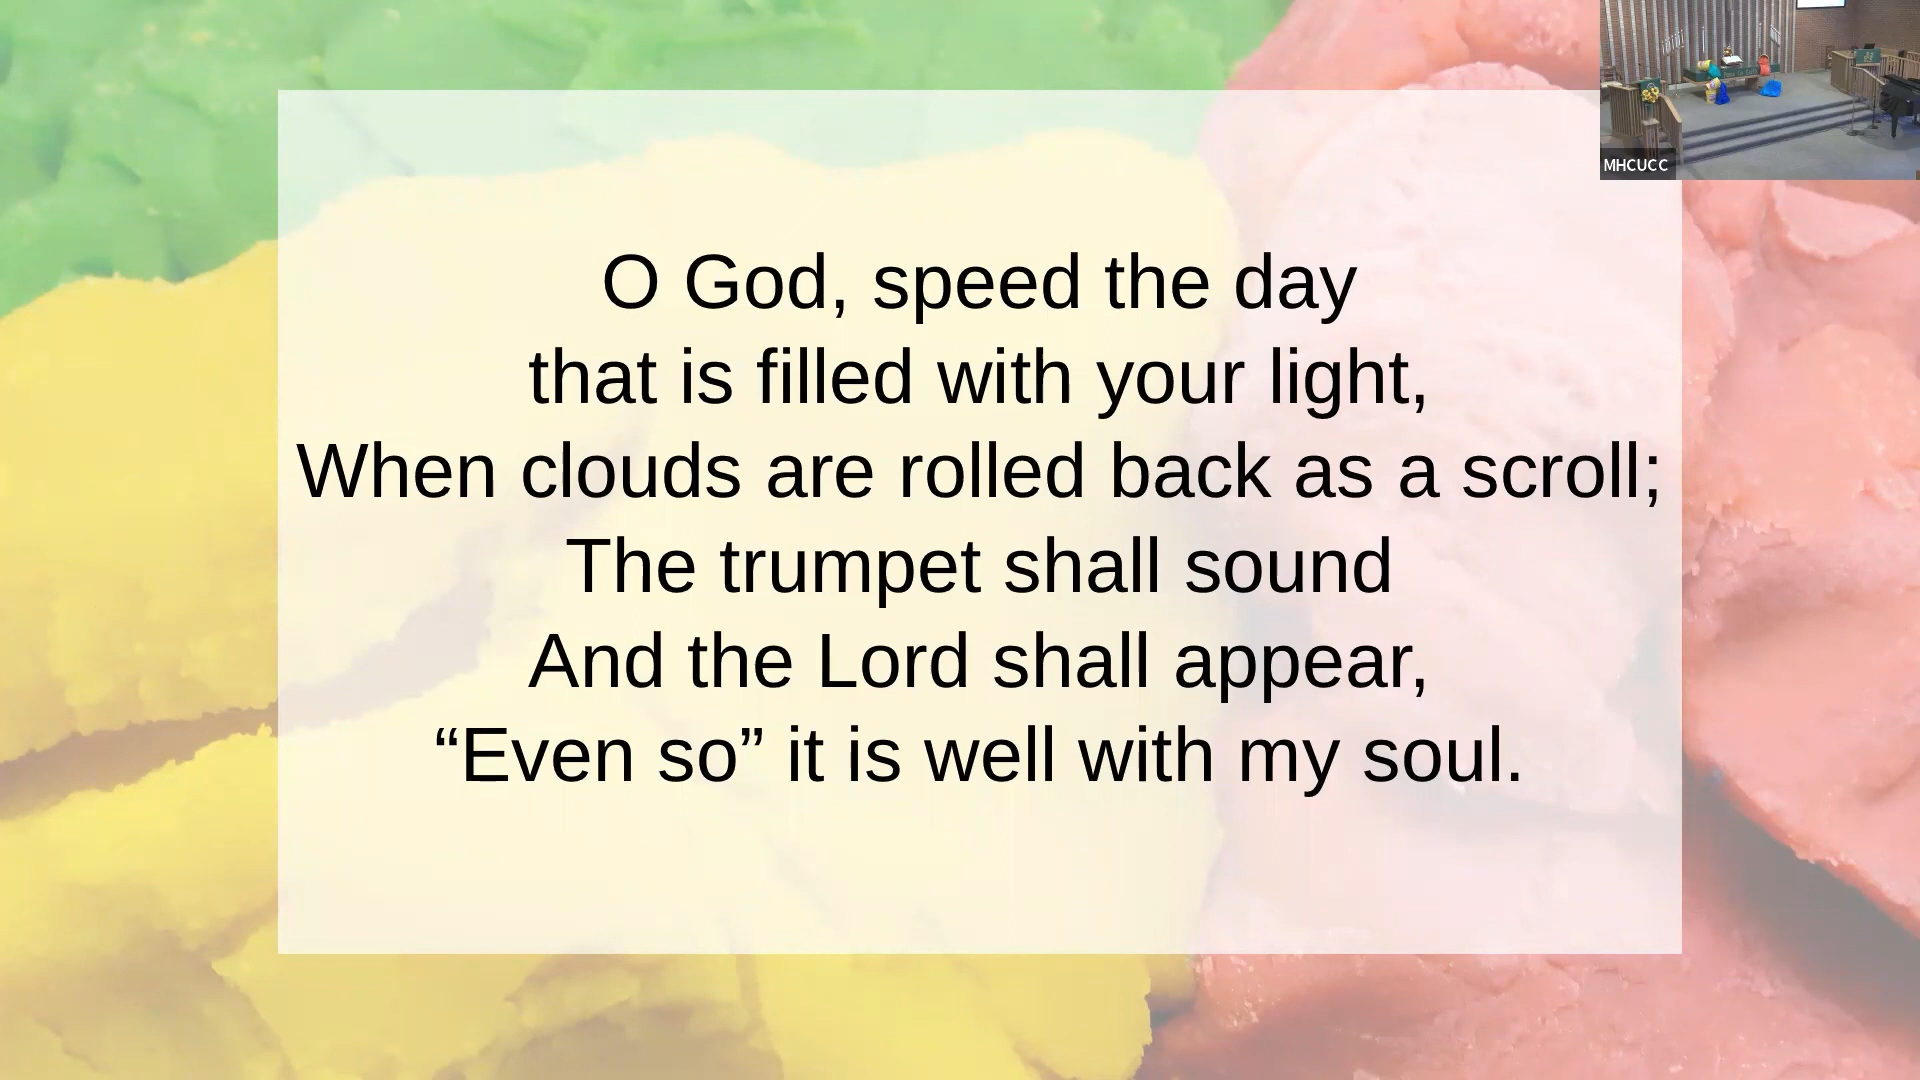 O God, speed the day
that is filled with your light,
When clouds are rolled back as a scroll;
The trumpet shall sound
And the Lord shall appear,
“Even so” it is well with my soul.
MHCUCC